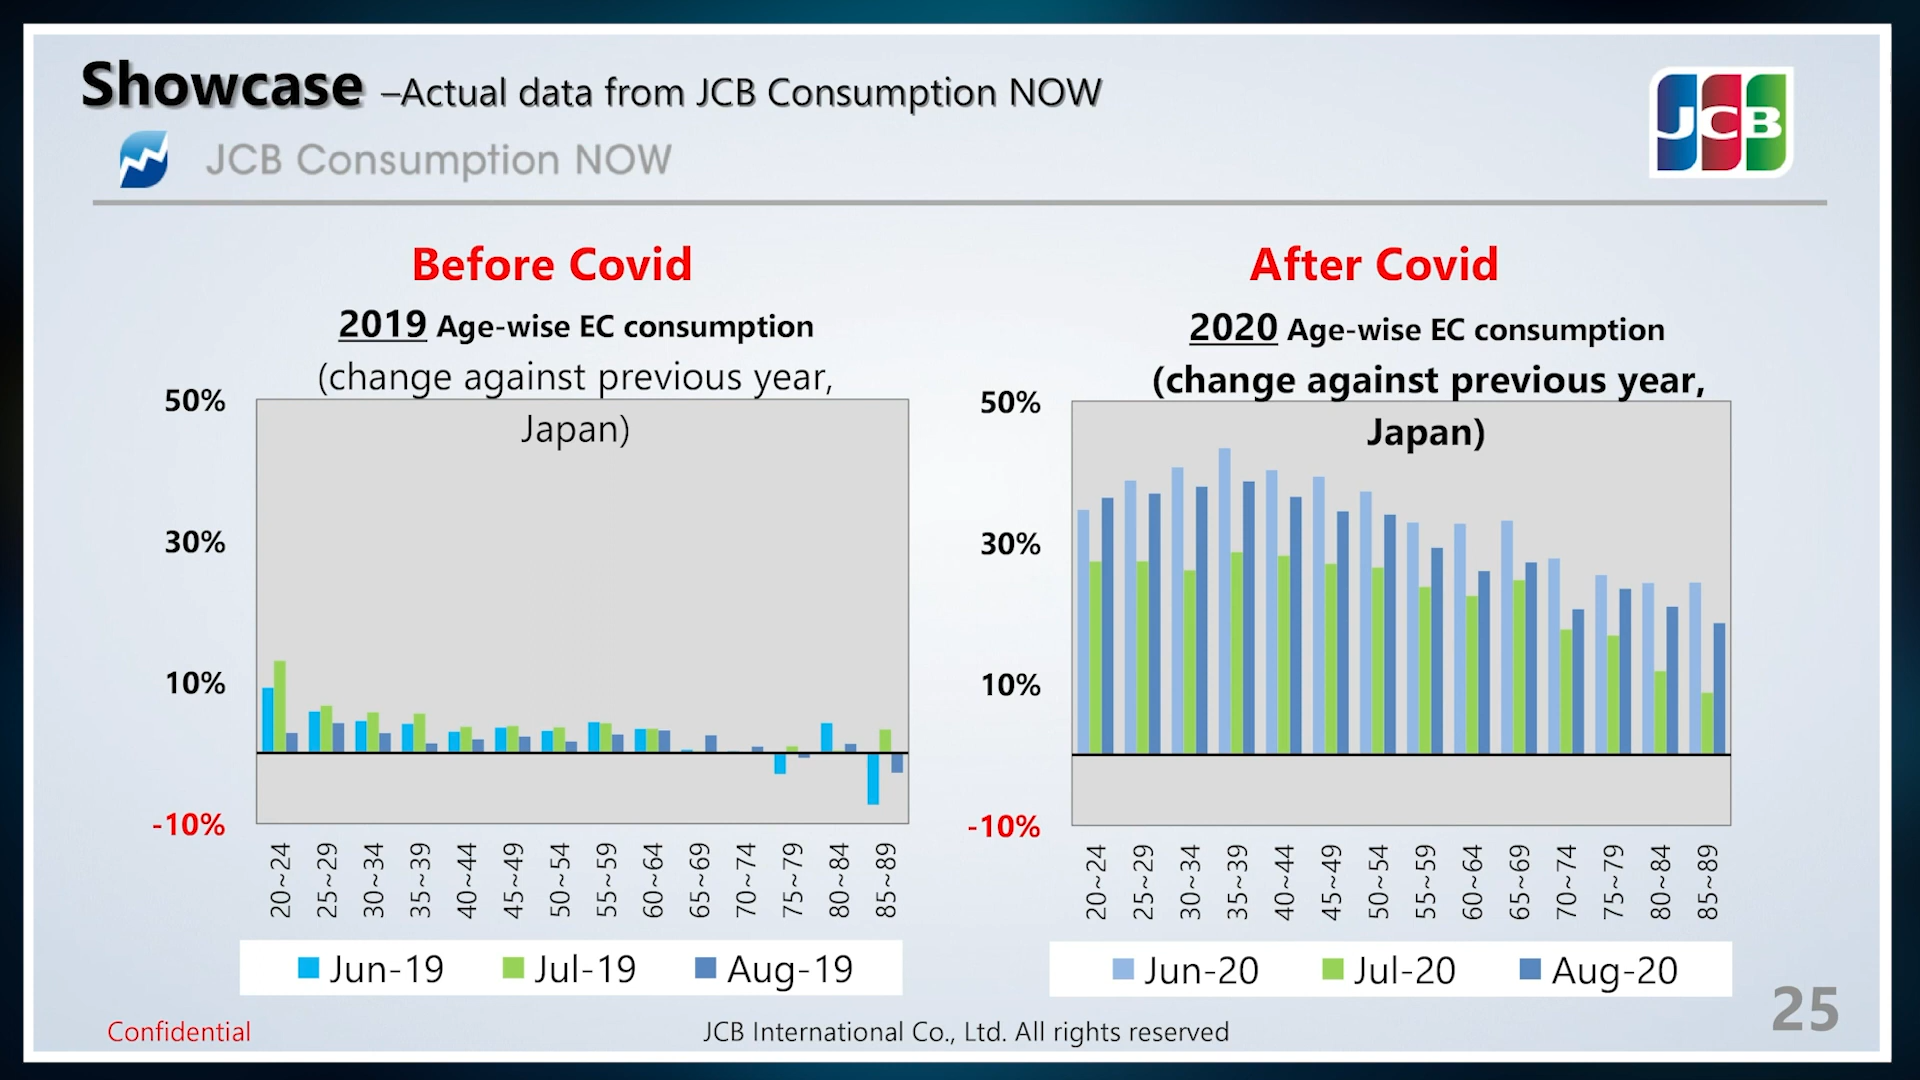 Showcase –Actual data from JCB Consumption NOW
JCB Consumption NOW
JCB
Before Covid
2019 Age-wise EC consumption
(change against previous year,
Japan)
50%
30%
10%
-10%
20~24
25~29
30~34
35~39
40~44
45~49
50~54
55~59
60~64
65~69
70~74
75~79
80~84
85~89
Jun-19 Jul-19 Aug-19
After Covid
2020 Age-wise EC consumption
(change against previous year,
Japan)
50%
30%
10%
-10%
20~24
25~29
30~34
35~39
40~44
45~49
50~54
55~59
60~64
65~69
70~74
75~79
80~84
85~89
Jun-20 Jul-20 Aug-20
Confidential
JCB International Co., Ltd. All rights reserved
25